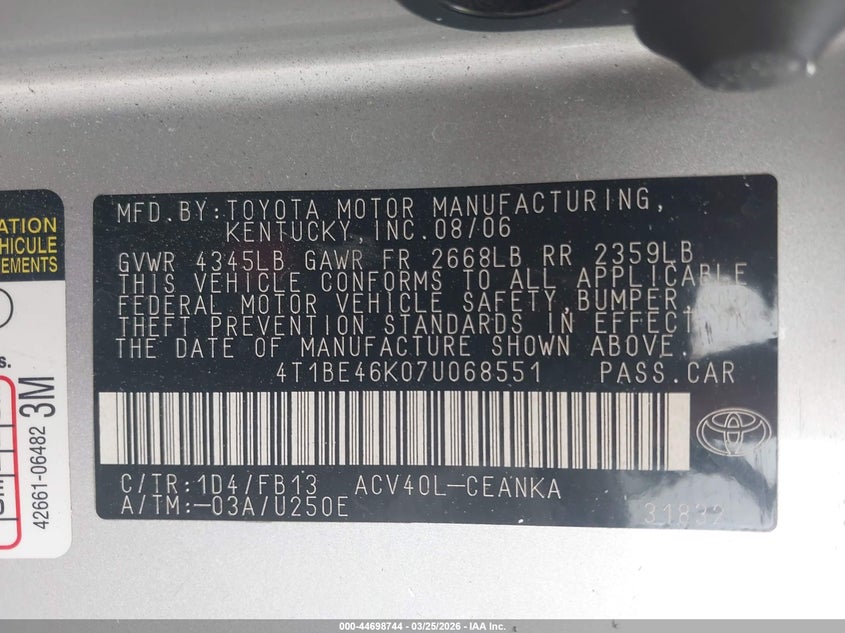 ATION
VEHICULE
EMENTS
s.
3M
42661-06482
MFD.BY:TOYOTA MOTOR MANUFACTURING,
KENTUCKY,INC.08/06
GVWR 4345LB GAWR FR 2668LB RR 2359LB
THIS VEHICLE CONFORMS TO ALL APPLICABLE
FEDERAL MOTOR VEHICLE SAFETY,BUMPER,
THEFT PREVENTION STANDARDS IN EFFECT
THE DATE OF MANUFACTURE SHOWN ABOVE.
4T1BE46K07U068551 PASS.CAR
C/TR:1D4/FB13 ACV40L-CEANKA
A/TM:-03A/U250E
000-44698744 - 03/25/2026 - IAA Inc.